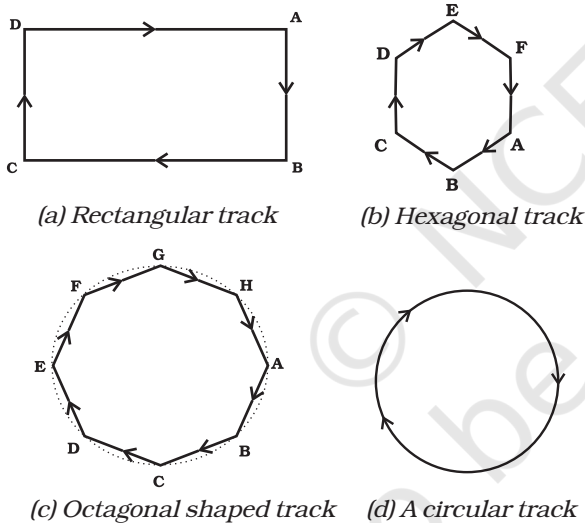 D A
C B
(a) Rectangular track
E
D F
C A
B
(b) Hexagonal track
G
F H
E A
D B
C
(c) Octagonal shaped track
(d) A circular track
©